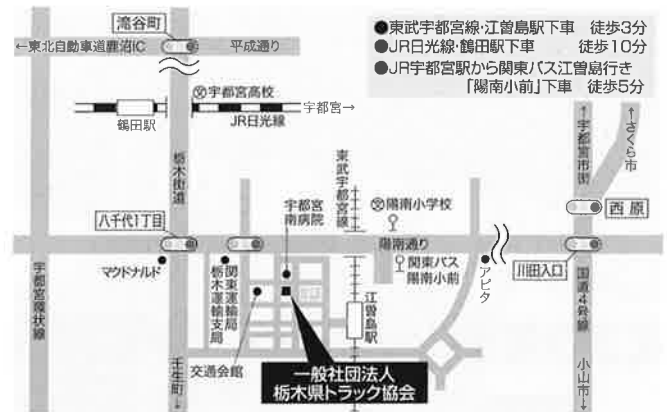 滝谷町
←東北自動車道鹿沼IC
平成通り
●東武宇都宮線・江曽島駅下車 徒歩3分
●JR日光線・鶴田駅下車 徒歩10分
●JR宇都宮駅から関東バス江曽島行き
「陽南小前」下車 徒歩5分
宇都宮高校
宇都宮→
鶴田駅
JR日光線
栃木街道
東武宇都宮線
←宇都宮市街
←さくら市
宇都宮南病院
陽南小学校
西原
八千代1丁目
陽南通り
マクドナルド
関東運輸局
栃木運輸支局
関東バス
陽南小前
アピタ
川田入口
宇都宮環状線
江曽島駅
国道4号線
交通会館
壬生町→
小山市→
一般社団法人
栃木県トラック協会